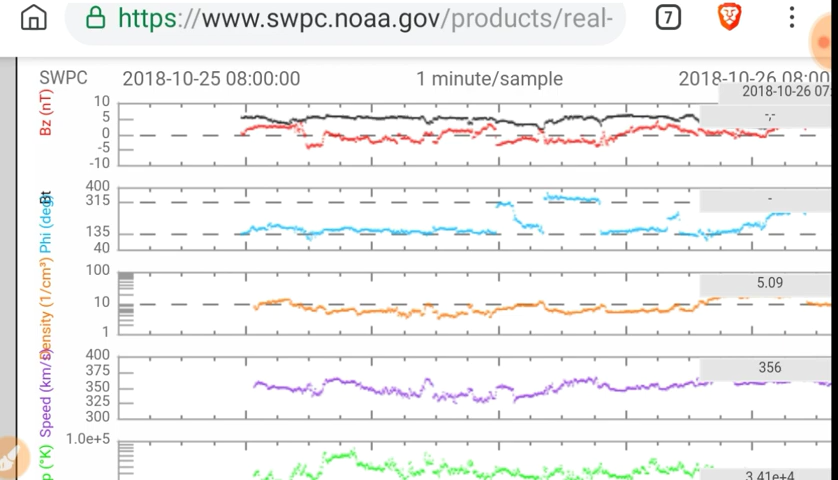 https://www.swpc.noaa.gov/products/real-
7
SWPC 2018-10-25 08:00:00 1 minute/sample 2018-10-26 08:00
2018-10-26 07:
Bz (nT)
10
5
0
-5
-10
-,-
Bt
Phi (deg)
400
315
135
40
-
ensity (1/cm³)
100
10
1
5.09
Speed (km/s)
400
375
350
325
300
356
p (°K)
1.0e+5
3.41e+4